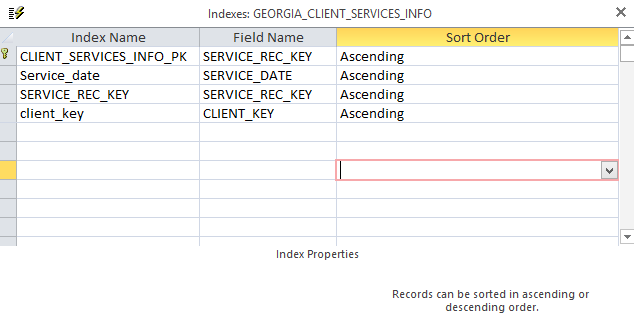 Indexes: GEORGIA_CLIENT_SERVICES_INFO
Index Name Field Name Sort Order
CLIENT_SERVICES_INFO_PK SERVICE_REC_KEY Ascending
Service_date SERVICE_DATE Ascending
SERVICE_REC_KEY SERVICE_REC_KEY Ascending
client_key CLIENT_KEY Ascending
Index Properties
Records can be sorted in ascending or
descending order.